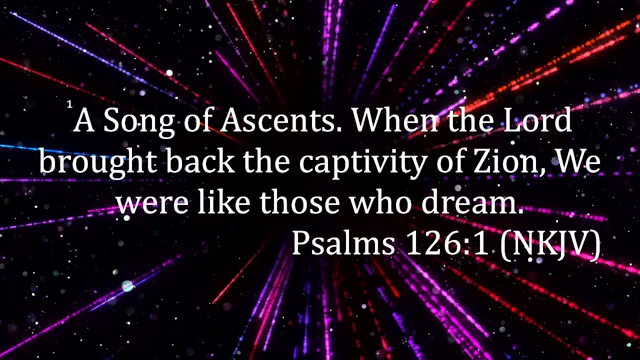 ¹A Song of Ascents. When the Lord
brought back the captivity of Zion, We
were like those who dream.
Psalms 126:1 (NKJV)